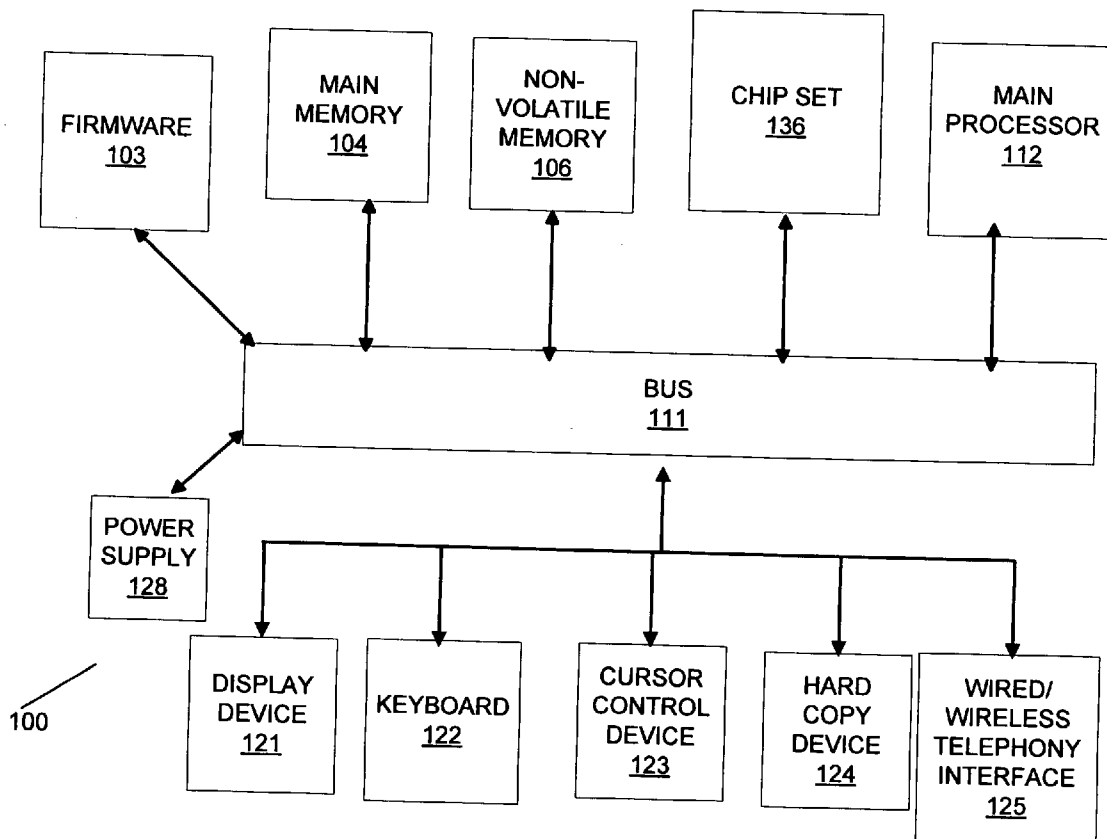 FIRMWARE
103
MAIN
MEMORY
104
NON-
VOLATILE
MEMORY
106
CHIP SET
136
MAIN
PROCESSOR
112
BUS
111
POWER
SUPPLY
128
100
DISPLAY
DEVICE
121
KEYBOARD
122
CURSOR
CONTROL
DEVICE
123
HARD
COPY
DEVICE
124
WIRED/
WIRELESS
TELEPHONY
INTERFACE
125